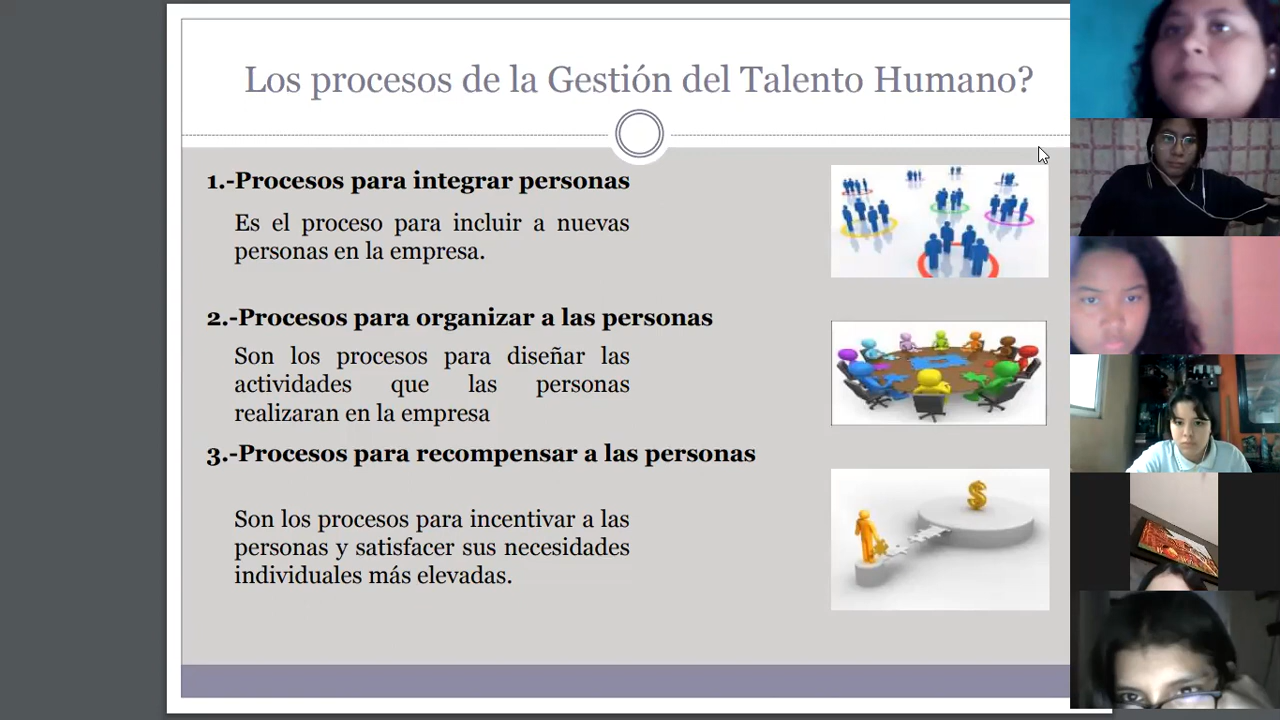 Los procesos de la Gestión del Talento Humano?
1.-Procesos para integrar personas
Es el proceso para incluir a nuevas
personas en la empresa.
2.-Procesos para organizar a las personas
Son los procesos para diseñar las
actividades que las personas
realizaran en la empresa
3.-Procesos para recompensar a las personas
Son los procesos para incentivar a las
personas y satisfacer sus necesidades
individuales más elevadas.
$